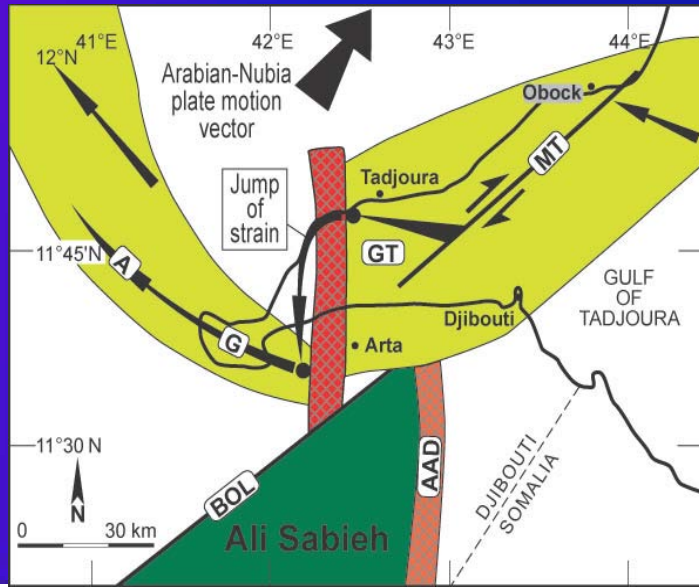 41°E
42°E
43°E
44°E
12°N
Arabian-Nubia
plate motion
vector
Obock
MT
Jump
of
strain
Tadjoura
11°45'N
A
GT
GULF
OF
TADJOURA
G
Djibouti
Arta
11°30 N
BOL
AAD
DJIBOUTI
SOMALIA
N
0 30 km
Ali Sabieh